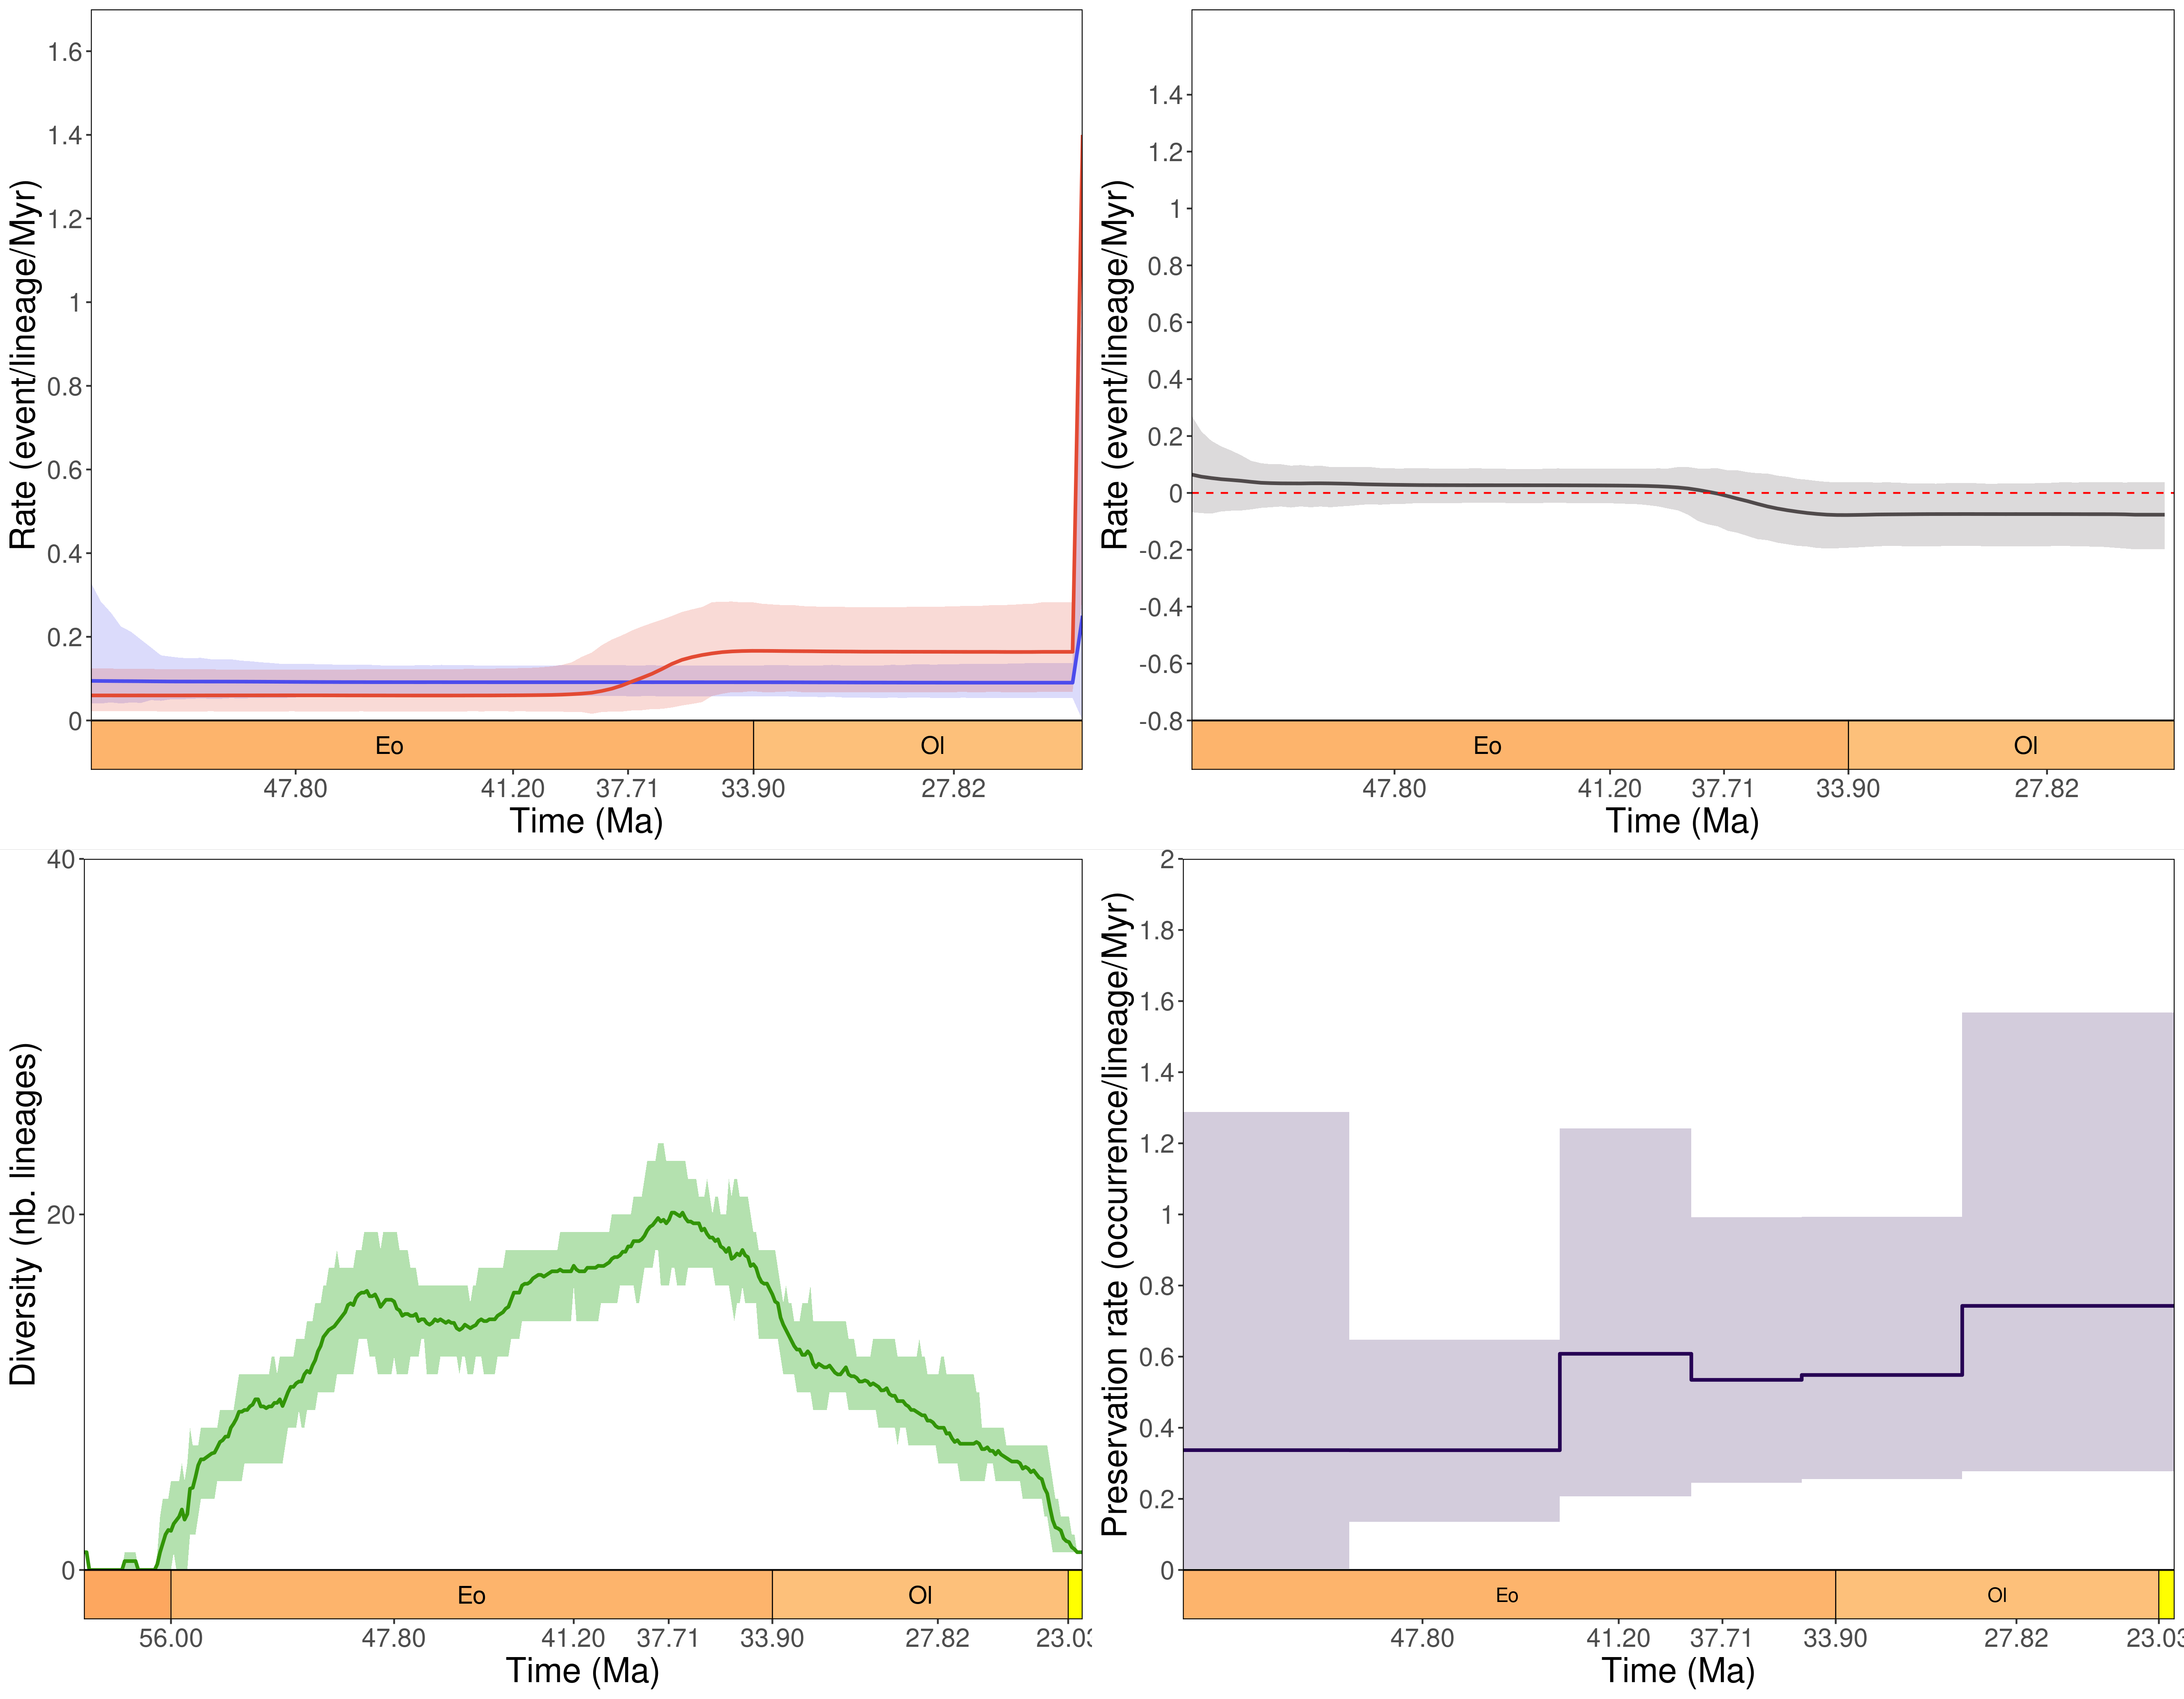 Rate (event/lineage/Myr)
1.6
1.4
1.2
1
0.8
0.6
0.4
0.2
0
Eo Ol
47.80 41.20 37.71 33.90 27.82
Time (Ma)
Rate (event/lineage/Myr)
1.4
1.2
1
0.8
0.6
0.4
0.2
0
-0.2
-0.4
-0.6
-0.8
Eo Ol
47.80 41.20 37.71 33.90 27.82
Time (Ma)
Diversity (nb. lineages)
40
20
0
Eo Ol
56.00 47.80 41.20 37.71 33.90 27.82 23.03
Time (Ma)
Preservation rate (occurrence/lineage/Myr)
2
1.8
1.6
1.4
1.2
1
0.8
0.6
0.4
0.2
0
Eo Ol
47.80 41.20 37.71 33.90 27.82 23.03
Time (Ma)